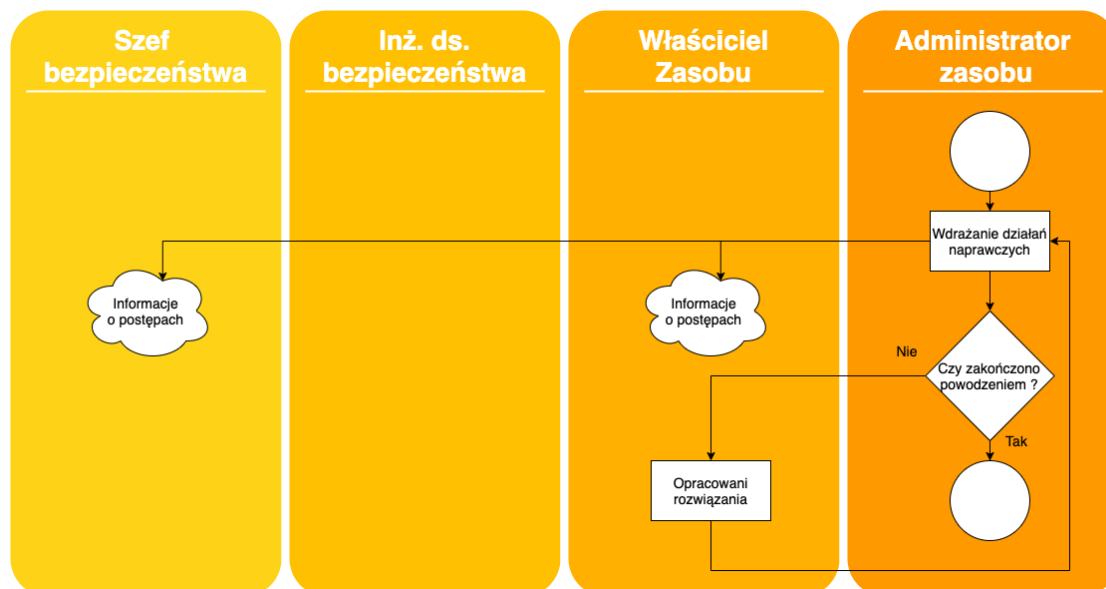 Szef
bezpieczeństwa
Inż. ds.
bezpieczeństwa
Właściciel
Zasobu
Administrator
zasobu
Wdrażanie działań
naprawczych
Informacje
o postępach
Informacje
o postępach
Nie
Czy zakończono
powodzeniem ?
Tak
Opracowani
rozwiązania